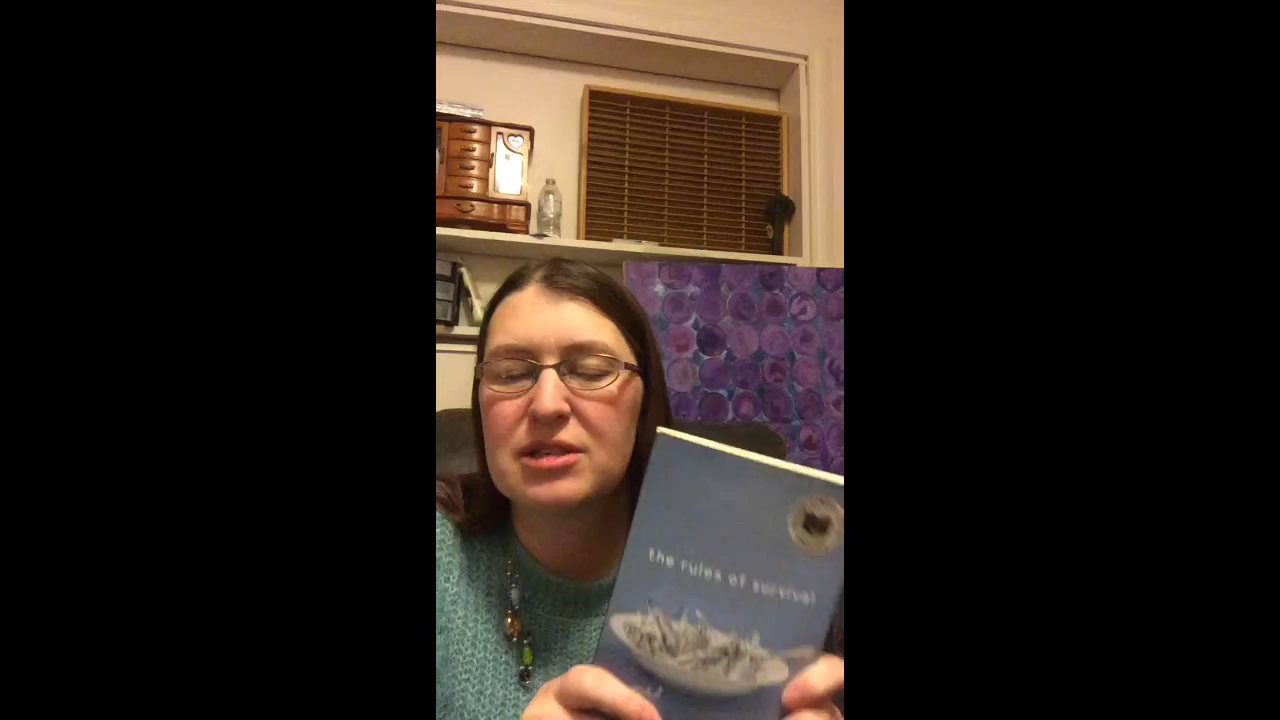 the rules of survival